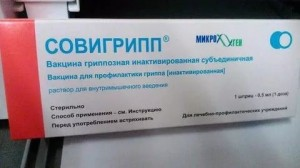 СОВИГРИПП®
МИКРОГЕН
Вакцина гриппозная инактивированная субъединичная
Вакцина для профилактики гриппа [инактивированная]
раствор для внутримышечного введения
1 шприц - 0,5 мл (1 доза)
Стерильно
Способ применения - см. Инструкцию
Перед употреблением встряхивать
Для лечебно-профилактических учреждений